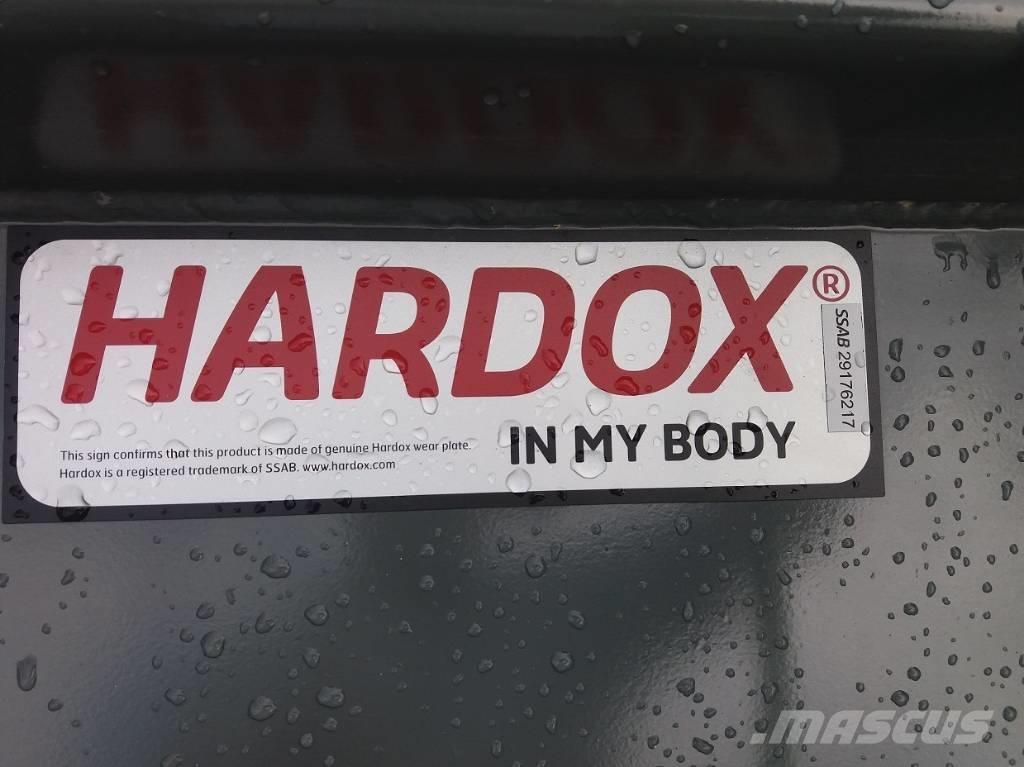 HARDOX®
IN MY BODY
This sign confirms that this product is made of genuine Hardox wear plate.
Hardox is a registered trademark of SSAB. www.hardox.com
SSAB 29176217
MASCUS